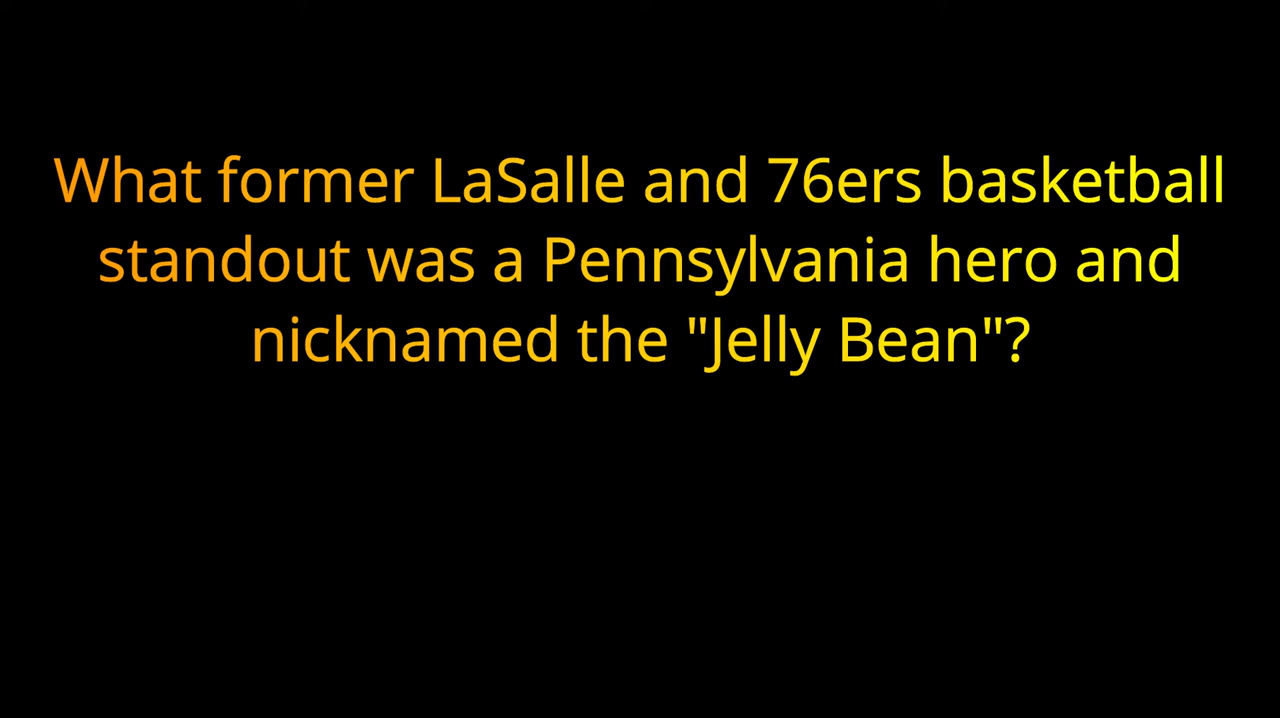 What former LaSalle and 76ers basketball
standout was a Pennsylvania hero and
nicknamed the "Jelly Bean"?